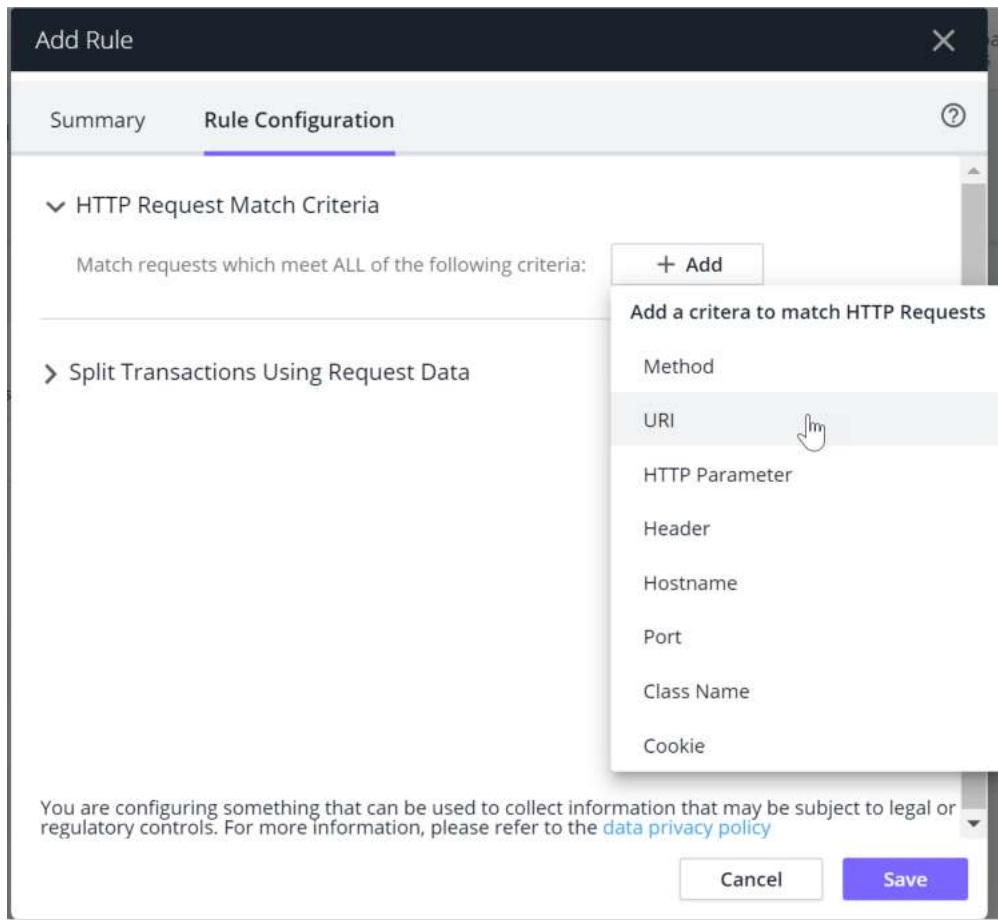 Add Rule
Summary
Rule Configuration
HTTP Request Match Criteria
Match requests which meet ALL of the following criteria:
+ Add
Add a critera to match HTTP Requests
Split Transactions Using Request Data
Method
URI
HTTP Parameter
Header
Hostname
Port
Class Name
Cookie
You are configuring something that can be used to collect information that may be subject to legal or
regulatory controls. For more information, please refer to the data privacy policy
Cancel
Save